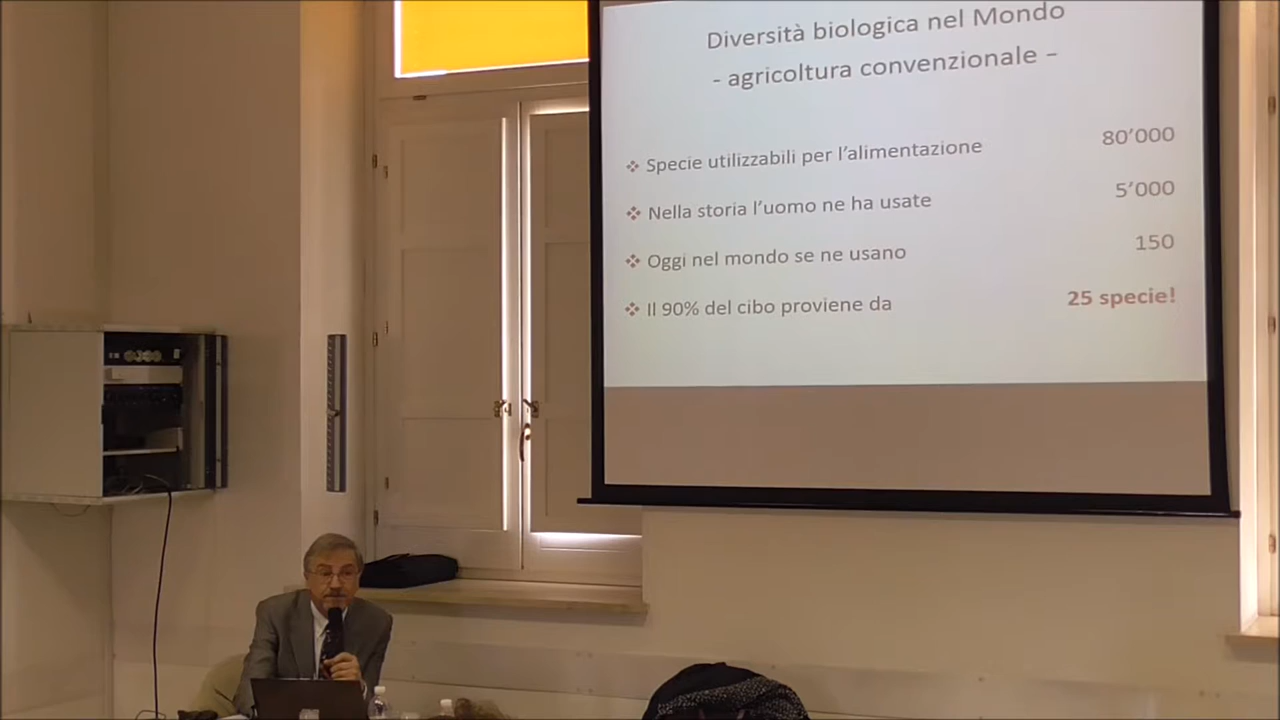 Diversità biologica nel Mondo
- agricoltura convenzionale –
Specie utilizzabili per l’alimentazione 80’000
Nella storia l’uomo ne ha usate 5’000
Oggi nel mondo se ne usano 150
Il 90% del cibo proviene da 25 specie!